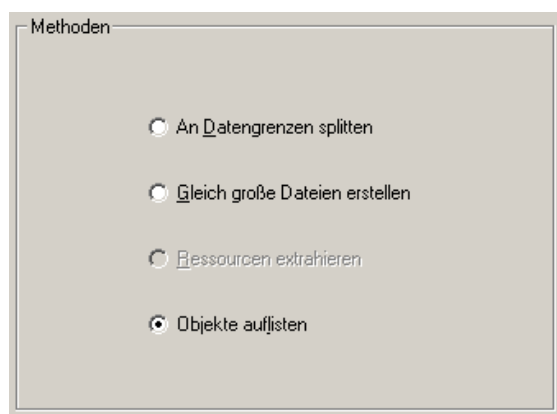 Methoden
An Datengrenzen splitten
Gleich große Dateien erstellen
Ressourcen extrahieren
Objekte auflisten